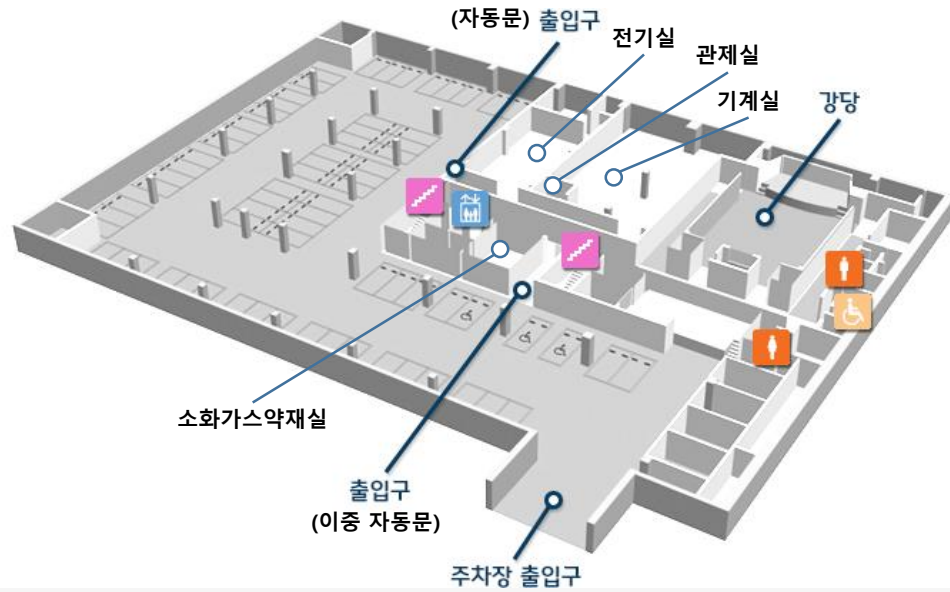 (자동문) 출입구
전기실
관제실
기계실
강당
소화가스약재실
출입구
(이중 자동문)
주차장 출입구